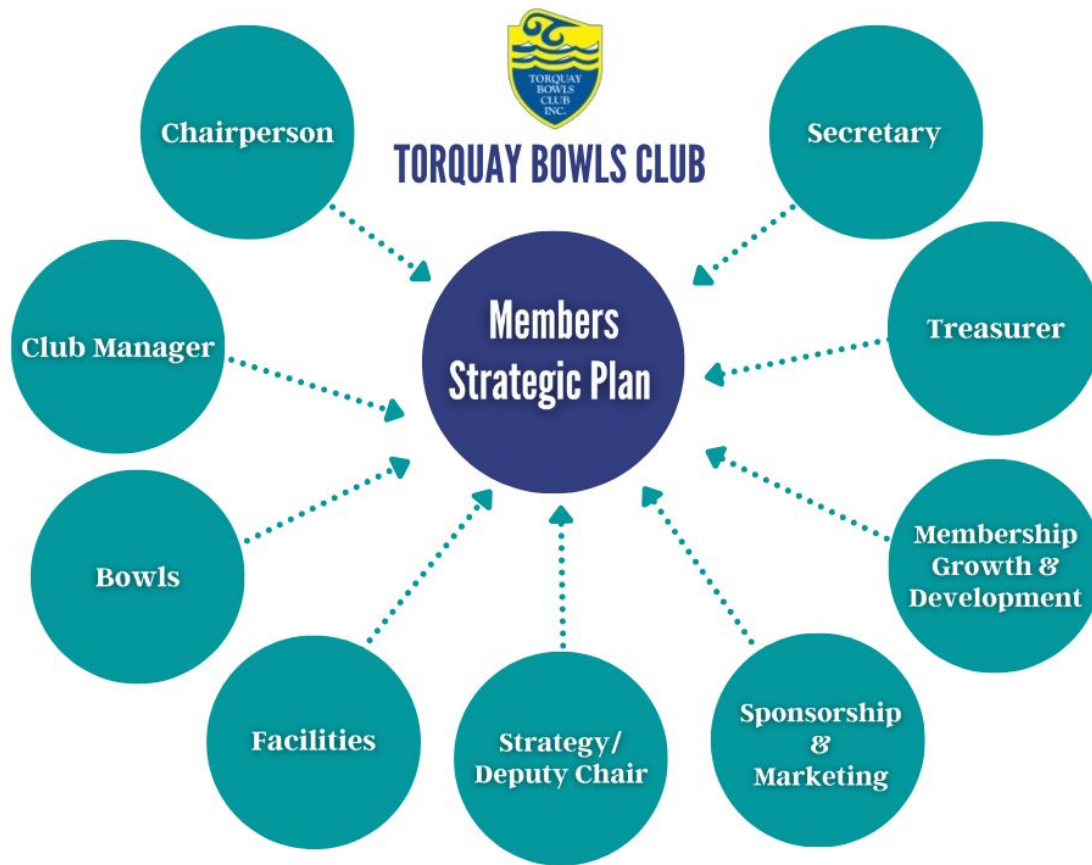 TORQUAY
BOWLS
CLUB
INC.
TORQUAY BOWLS CLUB
Chairperson
Secretary
Members
Strategic Plan
Club Manager
Treasurer
Bowls
Membership
Growth &
Development
Facilities
Strategy/
Deputy Chair
Sponsorship
&
Marketing